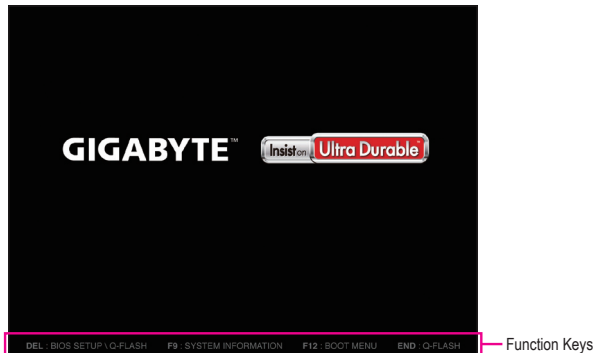 GIGABYTE™
Insist on Ultra Durable™
DEL : BIOS SETUP \ Q-FLASH F9 : SYSTEM INFORMATION F12 : BOOT MENU END : Q-FLASH
Function Keys